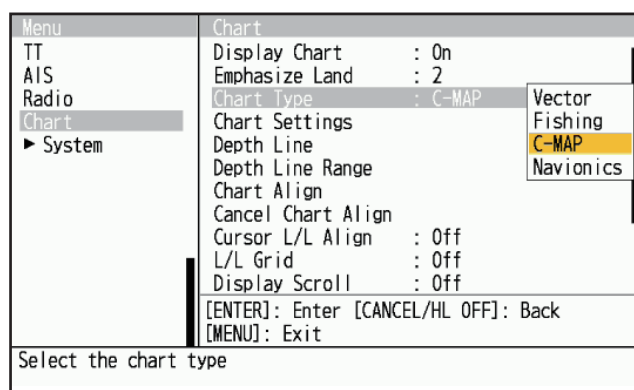 Menu
TT
AIS
Radio
Chart
▶ System
Chart
Display Chart : On
Emphasize Land : 2
Chart Type : C-MAP
Chart Settings
Depth Line
Depth Line Range
Chart Align
Cancel Chart Align
Cursor L/L Align : Off
L/L Grid : Off
Display Scroll : Off
Vector
Fishing
C-MAP
Navionics
[ENTER]: Enter [CANCEL/HL OFF]: Back
[MENU]: Exit
Select the chart type